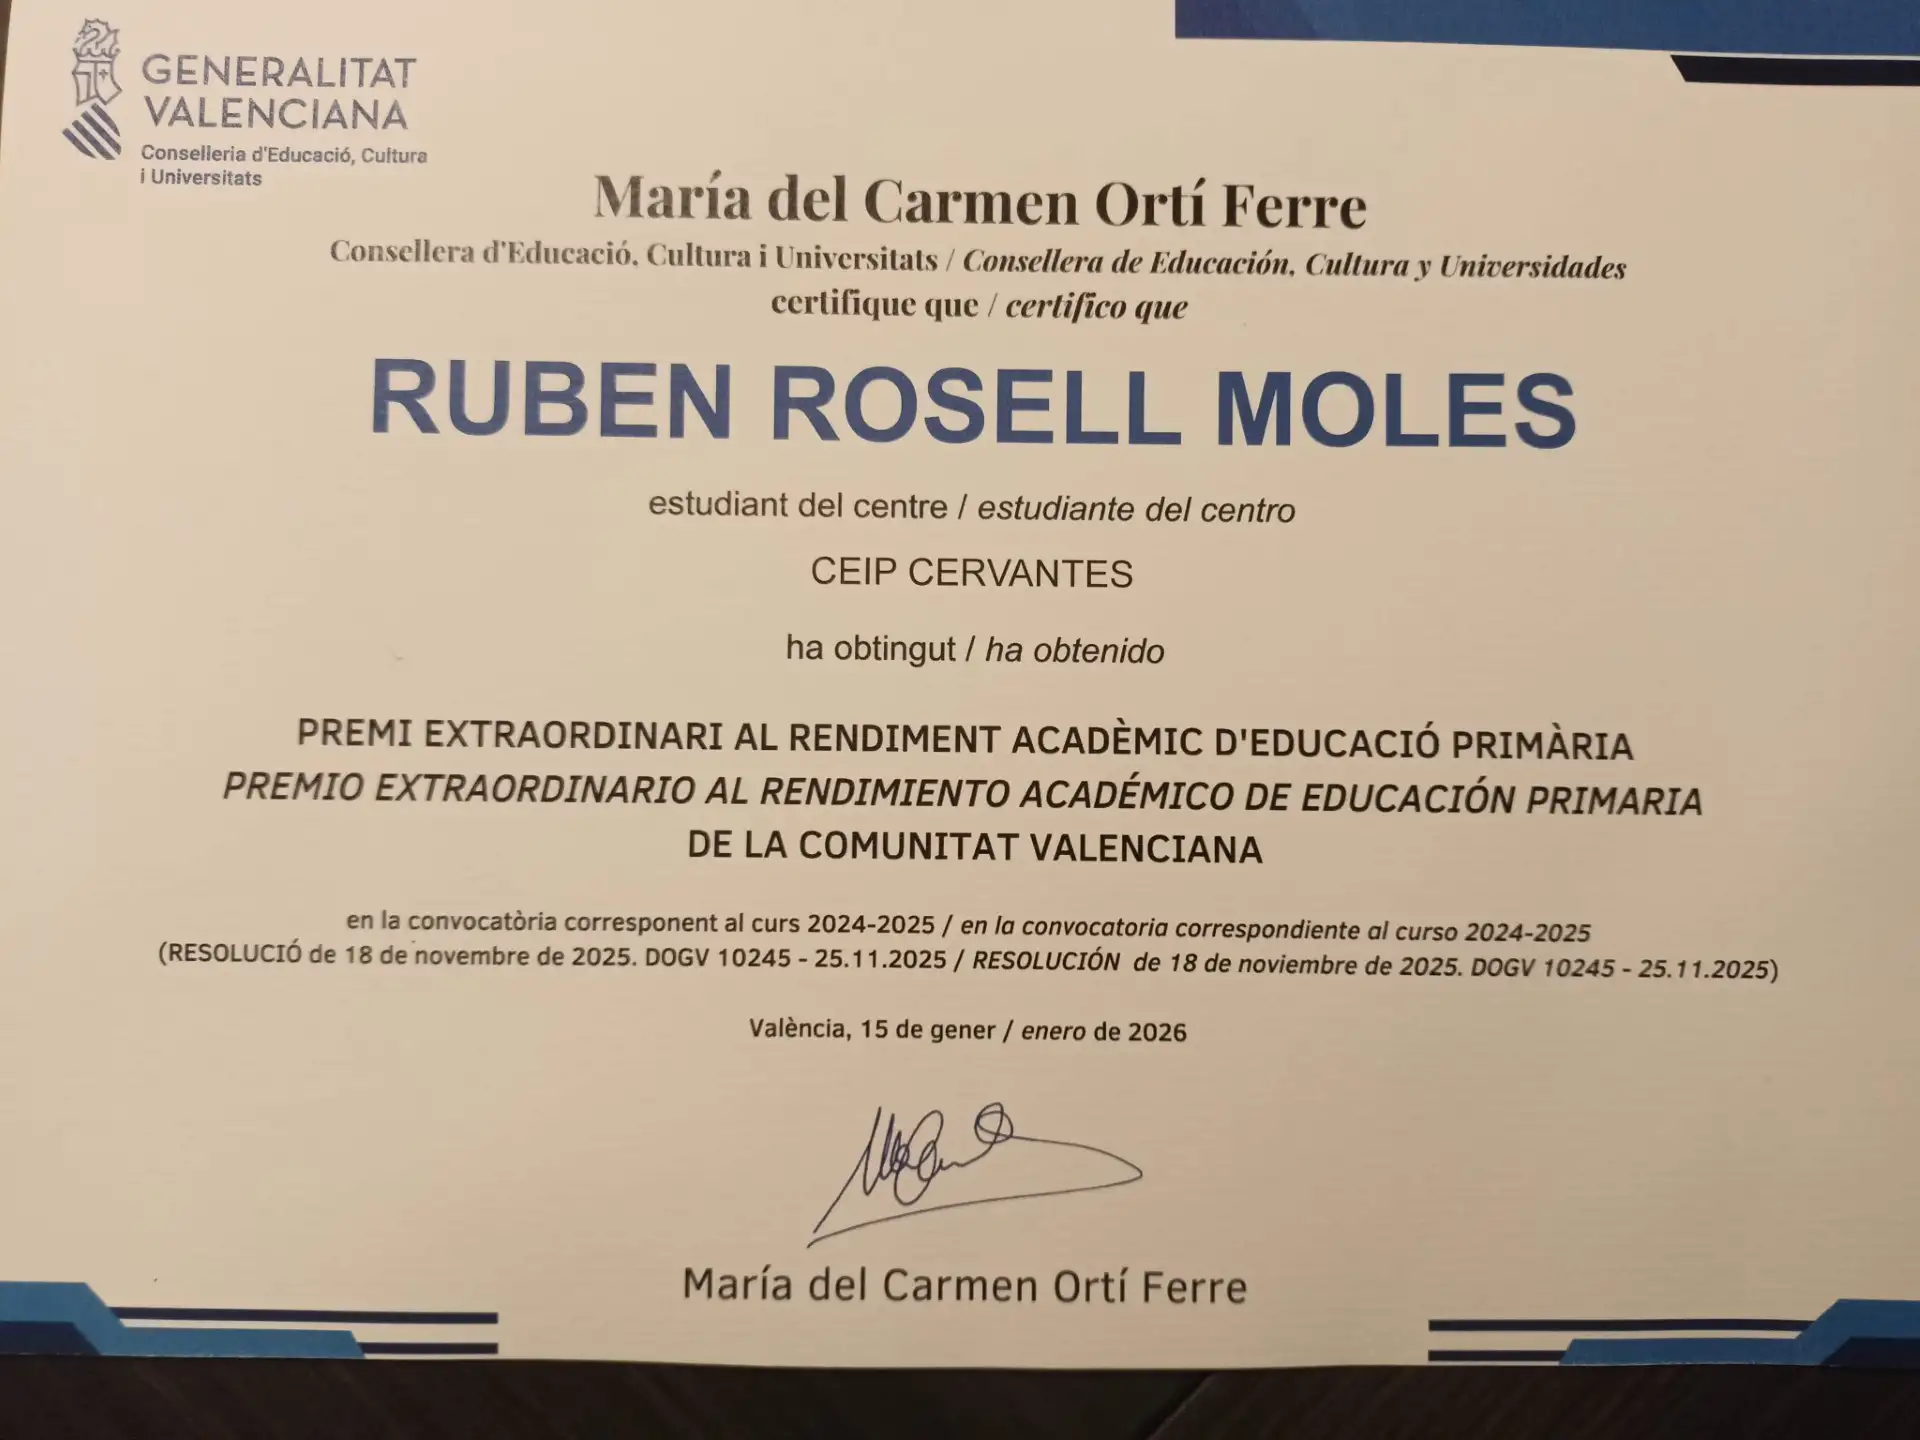 GENERALITAT
VALENCIANA
Conselleria d'Educació, Cultura
i Universitats
María del Carmen Ortí Ferre
Consellera d'Educació, Cultura i Universitats / Consellera de Educación, Cultura y Universidades
certifique que / certifico que
RUBEN ROSELL MOLES
estudiant del centre / estudiante del centro
CEIP CERVANTES
ha obtingut / ha obtenido
PREMI EXTRAORDINARI AL RENDIMENT ACADÈMIC D'EDUCACIÓ PRIMÀRIA
PREMIO EXTRAORDINARIO AL RENDIMIENTO ACADÉMICO DE EDUCACIÓN PRIMARIA
DE LA COMUNITAT VALENCIANA
en la convocatòria corresponent al curs 2024-2025 / en la convocatoria correspondiente al curso 2024-2025
(RESOLUCIÓ de 18 de novembre de 2025. DOGV 10245 - 25.11.2025 / RESOLUCIÓN de 18 de noviembre de 2025. DOGV 10245 - 25.11.2025)
València, 15 de gener / enero de 2026
María del Carmen Ortí Ferre